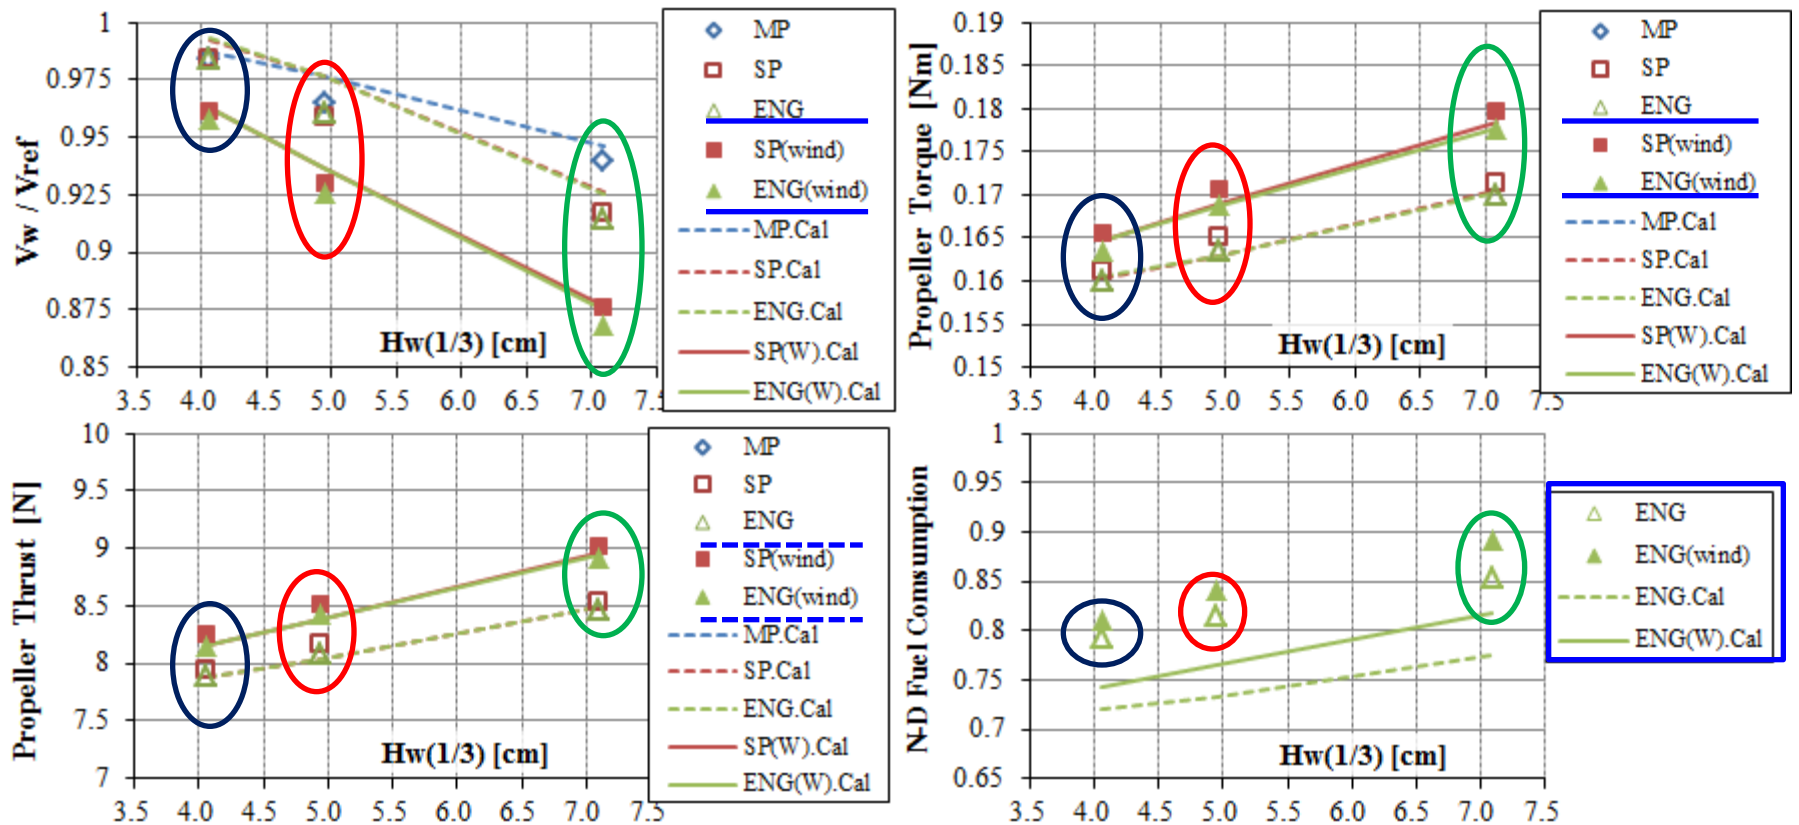 Vw / Vref
1
0.975
0.95
0.925
0.9
0.875
0.85
3.5 4.0 4.5 5.0 5.5 6.0 6.5 7.0 7.5
Hw(1/3) [cm]
MP
SP
ENG
SP(wind)
ENG(wind)
MP.Cal
SP.Cal
ENG.Cal
SP(W).Cal
ENG(W).Cal
Propeller Torque [Nm]
0.19
0.185
0.18
0.175
0.17
0.165
0.16
0.155
0.15
3.5 4.0 4.5 5.0 5.5 6.0 6.5 7.0 7.5
Hw(1/3) [cm]
MP
SP
ENG
SP(wind)
ENG(wind)
MP.Cal
SP.Cal
ENG.Cal
SP(W).Cal
ENG(W).Cal
Propeller Thrust [N]
10
9.5
9
8.5
8
7.5
7
3.5 4.0 4.5 5.0 5.5 6.0 6.5 7.0 7.5
Hw(1/3) [cm]
MP
SP
ENG
SP(wind)
ENG(wind)
MP.Cal
SP.Cal
ENG.Cal
SP(W).Cal
ENG(W).Cal
N-D Fuel Comsumption
1
0.95
0.9
0.85
0.8
0.75
0.7
0.65
3.5 4.0 4.5 5.0 5.5 6.0 6.5 7.0 7.5
Hw(1/3) [cm]
ENG
ENG(wind)
ENG.Cal
ENG(W).Cal